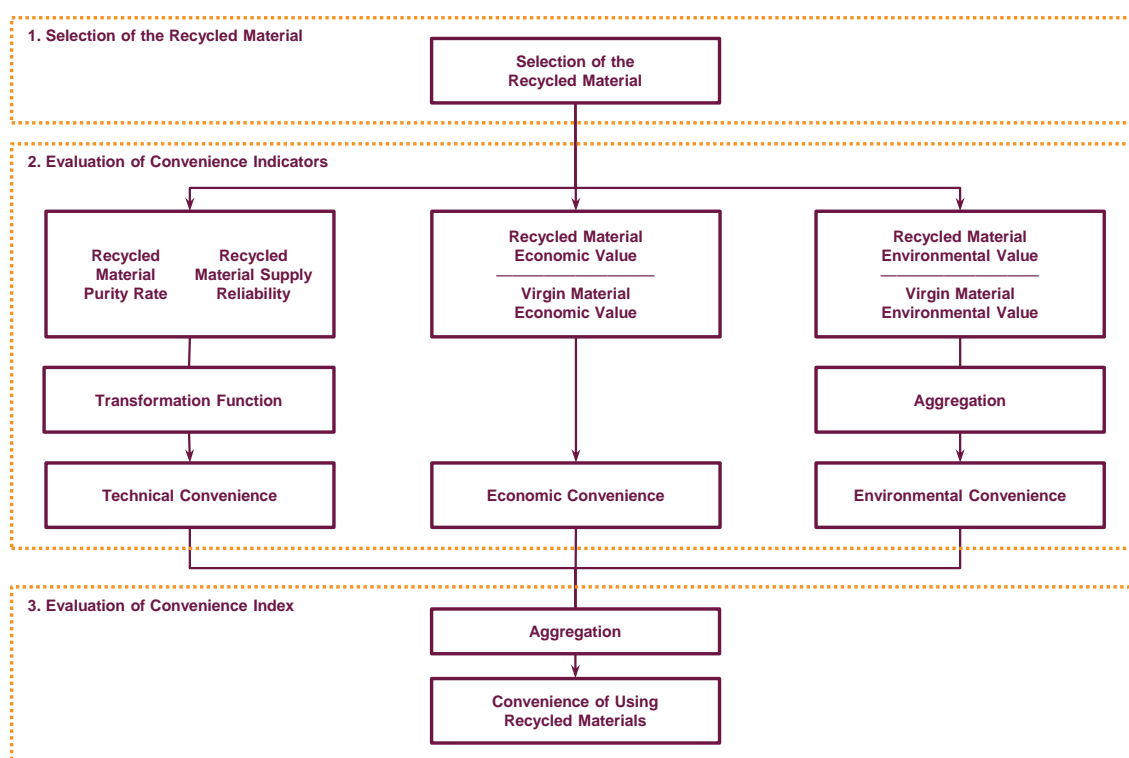 1. Selection of the Recycled Material
Selection of the
Recycled Material
2. Evaluation of Convenience Indicators
Recycled
Material
Purity Rate
Recycled
Material Supply
Reliability
Recycled Material
Economic Value
Virgin Material
Economic Value
Recycled Material
Environmental Value
Virgin Material
Environmental Value
Transformation Function
Aggregation
Technical Convenience
Economic Convenience
Environmental Convenience
3. Evaluation of Convenience Index
Aggregation
Convenience of Using
Recycled Materials